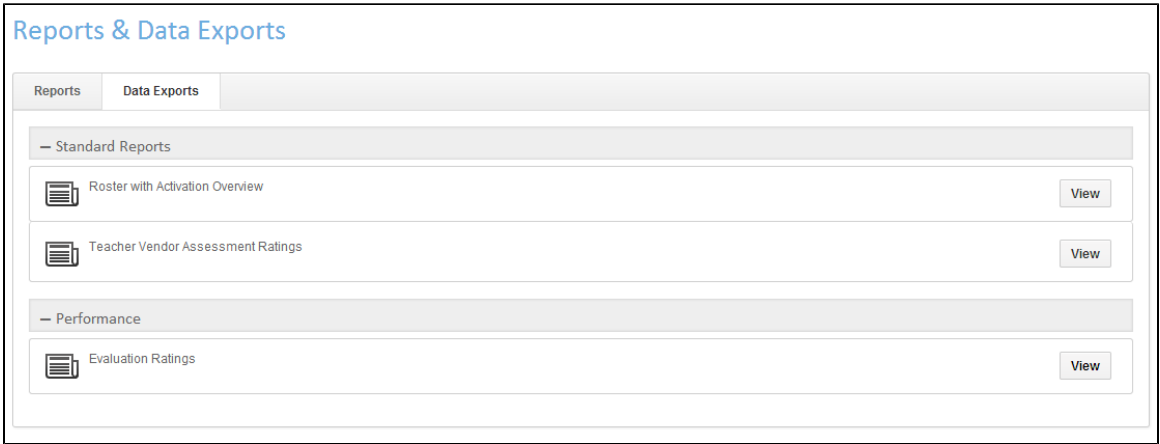 Reports & Data Exports
Reports Data Exports
— Standard Reports
Roster with Activation Overview View
Teacher Vendor Assessment Ratings View
— Performance
Evaluation Ratings View